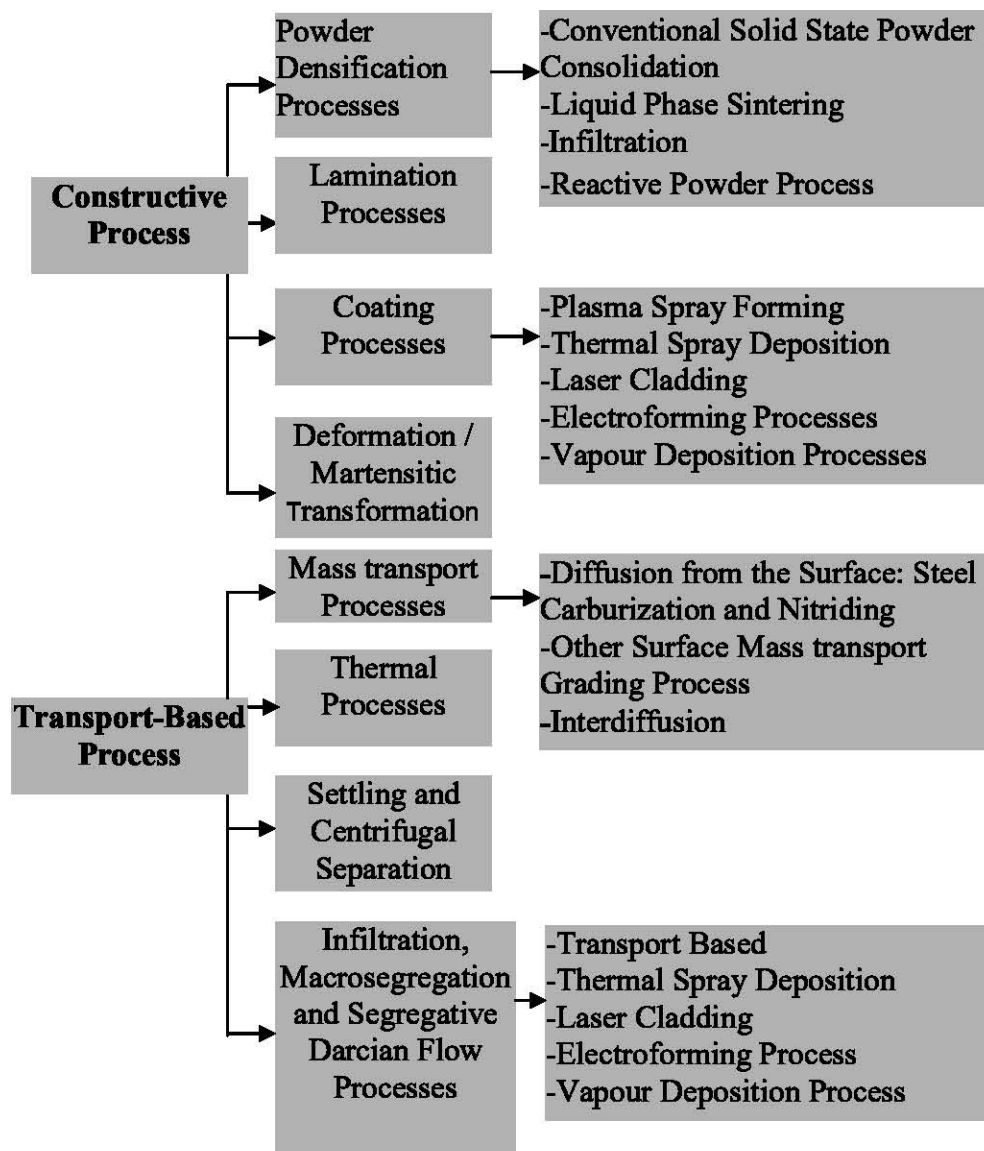 Constructive
Process
Powder
Densification
Processes
-Conventional Solid State Powder
Consolidation
-Liquid Phase Sintering
-Infiltration
-Reactive Powder Process
Lamination
Processes
Coating
Processes
-Plasma Spray Forming
-Thermal Spray Deposition
-Laser Cladding
-Electroforming Processes
-Vapour Deposition Processes
Deformation /
Martensitic
Transformation
Transport-Based
Process
Mass transport
Processes
-Diffusion from the Surface: Steel
Carburization and Nitriding
-Other Surface Mass transport
Grading Process
-Interdiffusion
Thermal
Processes
Settling and
Centrifugal
Separation
Infiltration,
Macrosegregation
and Segregative
Darcian Flow
Processes
-Transport Based
-Thermal Spray Deposition
-Laser Cladding
-Electroforming Process
-Vapour Deposition Process